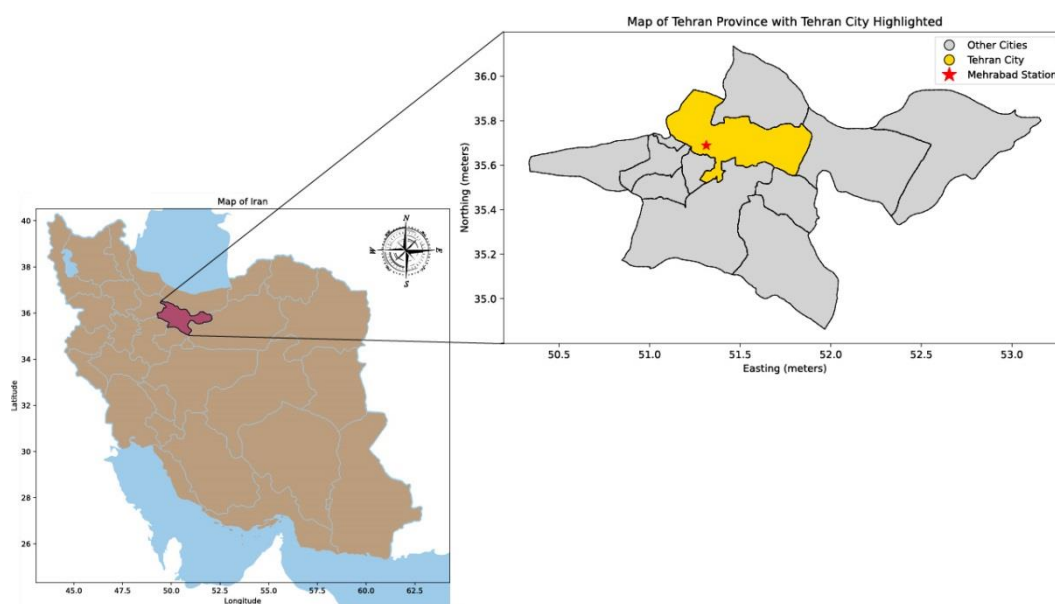 Map of Tehran Province with Tehran City Highlighted
Other Cities
Tehran City
Mehrabad Station
36.0
35.8
35.6
35.4
35.2
35.0
Northing (meters)
50.5
51.0
51.5
52.0
52.5
53.0
Easting (meters)
Map of Iran
N
W
E
S
40
38
36
34
32
30
28
26
Latitude
45.0
47.5
50.0
52.5
55.0
57.5
60.0
62.5
Longitude